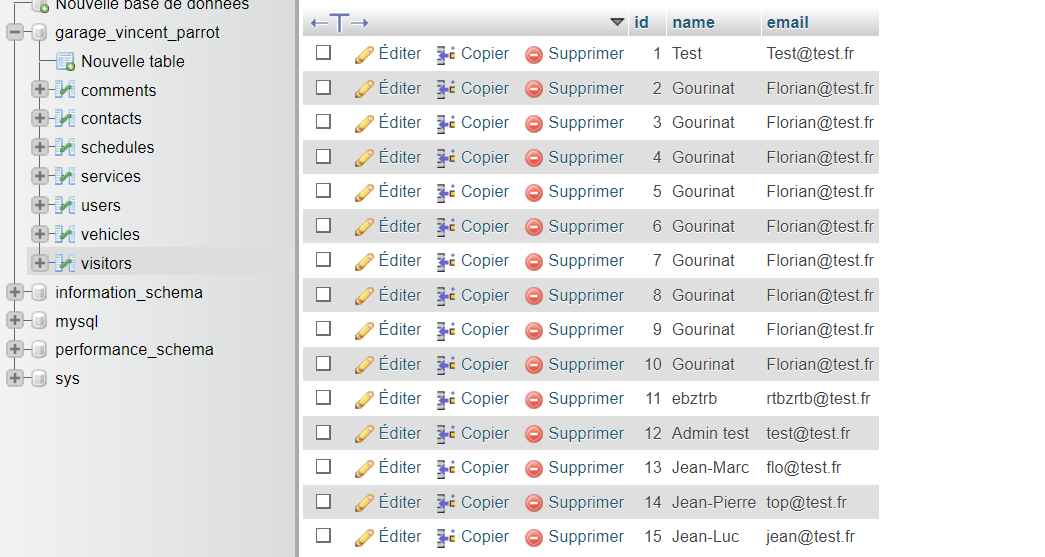 Nouvelle base de données
garage_vincent_parrot
Nouvelle table
comments
contacts
schedules
services
users
vehicles
visitors
information_schema
mysql
performance_schema
sys
id name email
Éditer Copier Supprimer 1 Test Test@test.fr
Éditer Copier Supprimer 2 Gourinat Florian@test.fr
Éditer Copier Supprimer 3 Gourinat Florian@test.fr
Éditer Copier Supprimer 4 Gourinat Florian@test.fr
Éditer Copier Supprimer 5 Gourinat Florian@test.fr
Éditer Copier Supprimer 6 Gourinat Florian@test.fr
Éditer Copier Supprimer 7 Gourinat Florian@test.fr
Éditer Copier Supprimer 8 Gourinat Florian@test.fr
Éditer Copier Supprimer 9 Gourinat Florian@test.fr
Éditer Copier Supprimer 10 Gourinat Florian@test.fr
Éditer Copier Supprimer 11 ebztrb rtbzrtb@test.fr
Éditer Copier Supprimer 12 Admin test test@test.fr
Éditer Copier Supprimer 13 Jean-Marc flo@test.fr
Éditer Copier Supprimer 14 Jean-Pierre top@test.fr
Éditer Copier Supprimer 15 Jean-Luc jean@test.fr